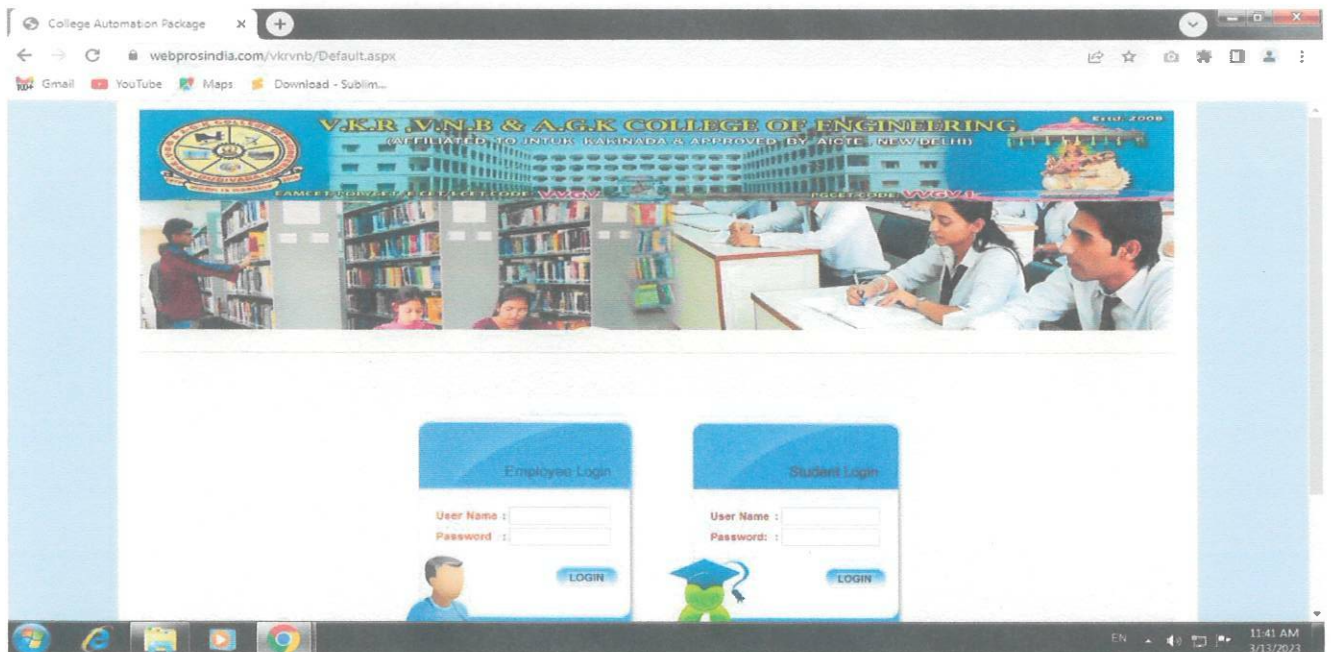 College Automation Package
webprosindia.com/vkrvnb/Default.aspx
Gmail YouTube Maps Download - Sublim...
Estd: 2008
V.K.R ,V.N.B & A.G.K COLLEGE OF ENGINEERING
(AFFILIATED TO JNTUK KAKINADA & APPROVED BY AICTE, NEW DELHI)
Employee Login
User Name :
Password :
LOGIN
Student Login
User Name :
Password: :
LOGIN
EN
11:41 AM
3/13/2023